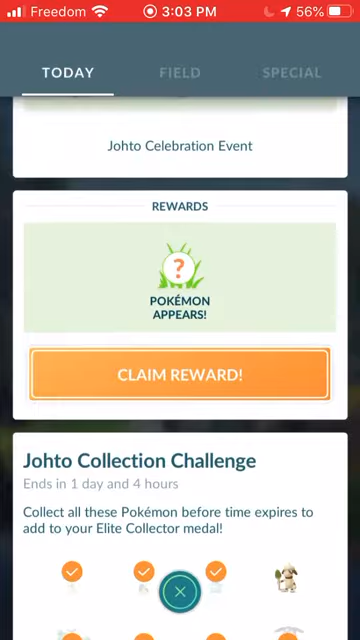 Freedom 3:03 PM 56%
TODAY FIELD SPECIAL
Johto Celebration Event
REWARDS
?
POKÉMON
APPEARS!
CLAIM REWARD!
Johto Collection Challenge
Ends in 1 day and 4 hours
Collect all these Pokémon before time expires to
add to your Elite Collector medal!